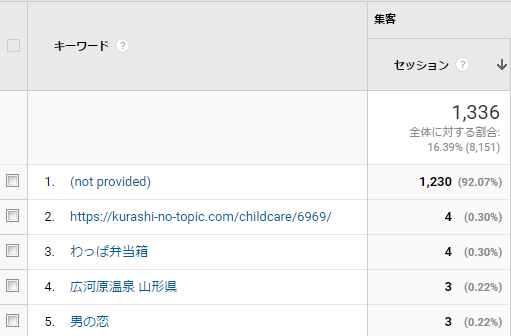 集客
キーワード ?
セッション ?
1,336
全体に対する割合:
16.39% (8,151)
1. (not provided) 1,230 (92.07%)
2. https://kurashi-no-topic.com/childcare/6969/ 4 (0.30%)
3. わっぱ弁当箱 4 (0.30%)
4. 広河原温泉 山形県 3 (0.22%)
5. 男の恋 3 (0.22%)